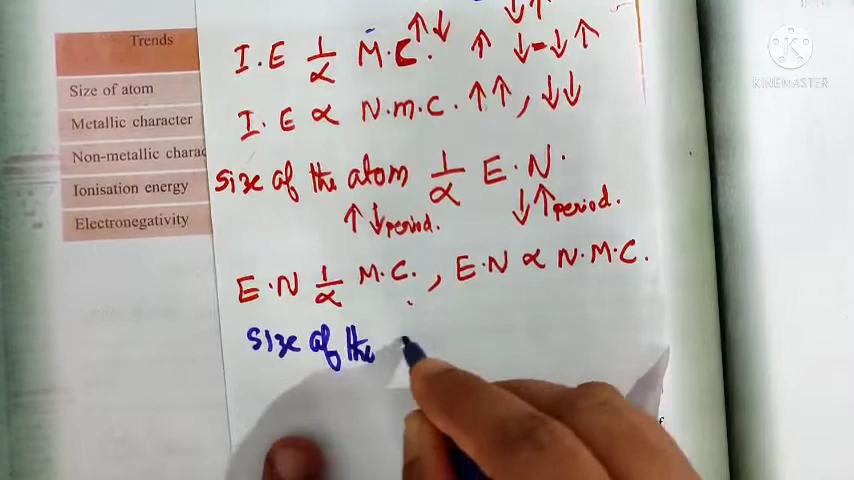 Trends
Size of atom
Metallic character
Non-metallic charac
Ionisation energy
Electronegativity
I.E 1/α M.C. ↑↓ ↑ ↓-↓↑
↓↑
I.E α N.M.C. ↑↑, ↓↓
Size of the atom 1/α E.N.
↑↓period. ↓↑period.
E.N 1/α M.C., E.N α N.M.C.
Size of the
KINEMASTER